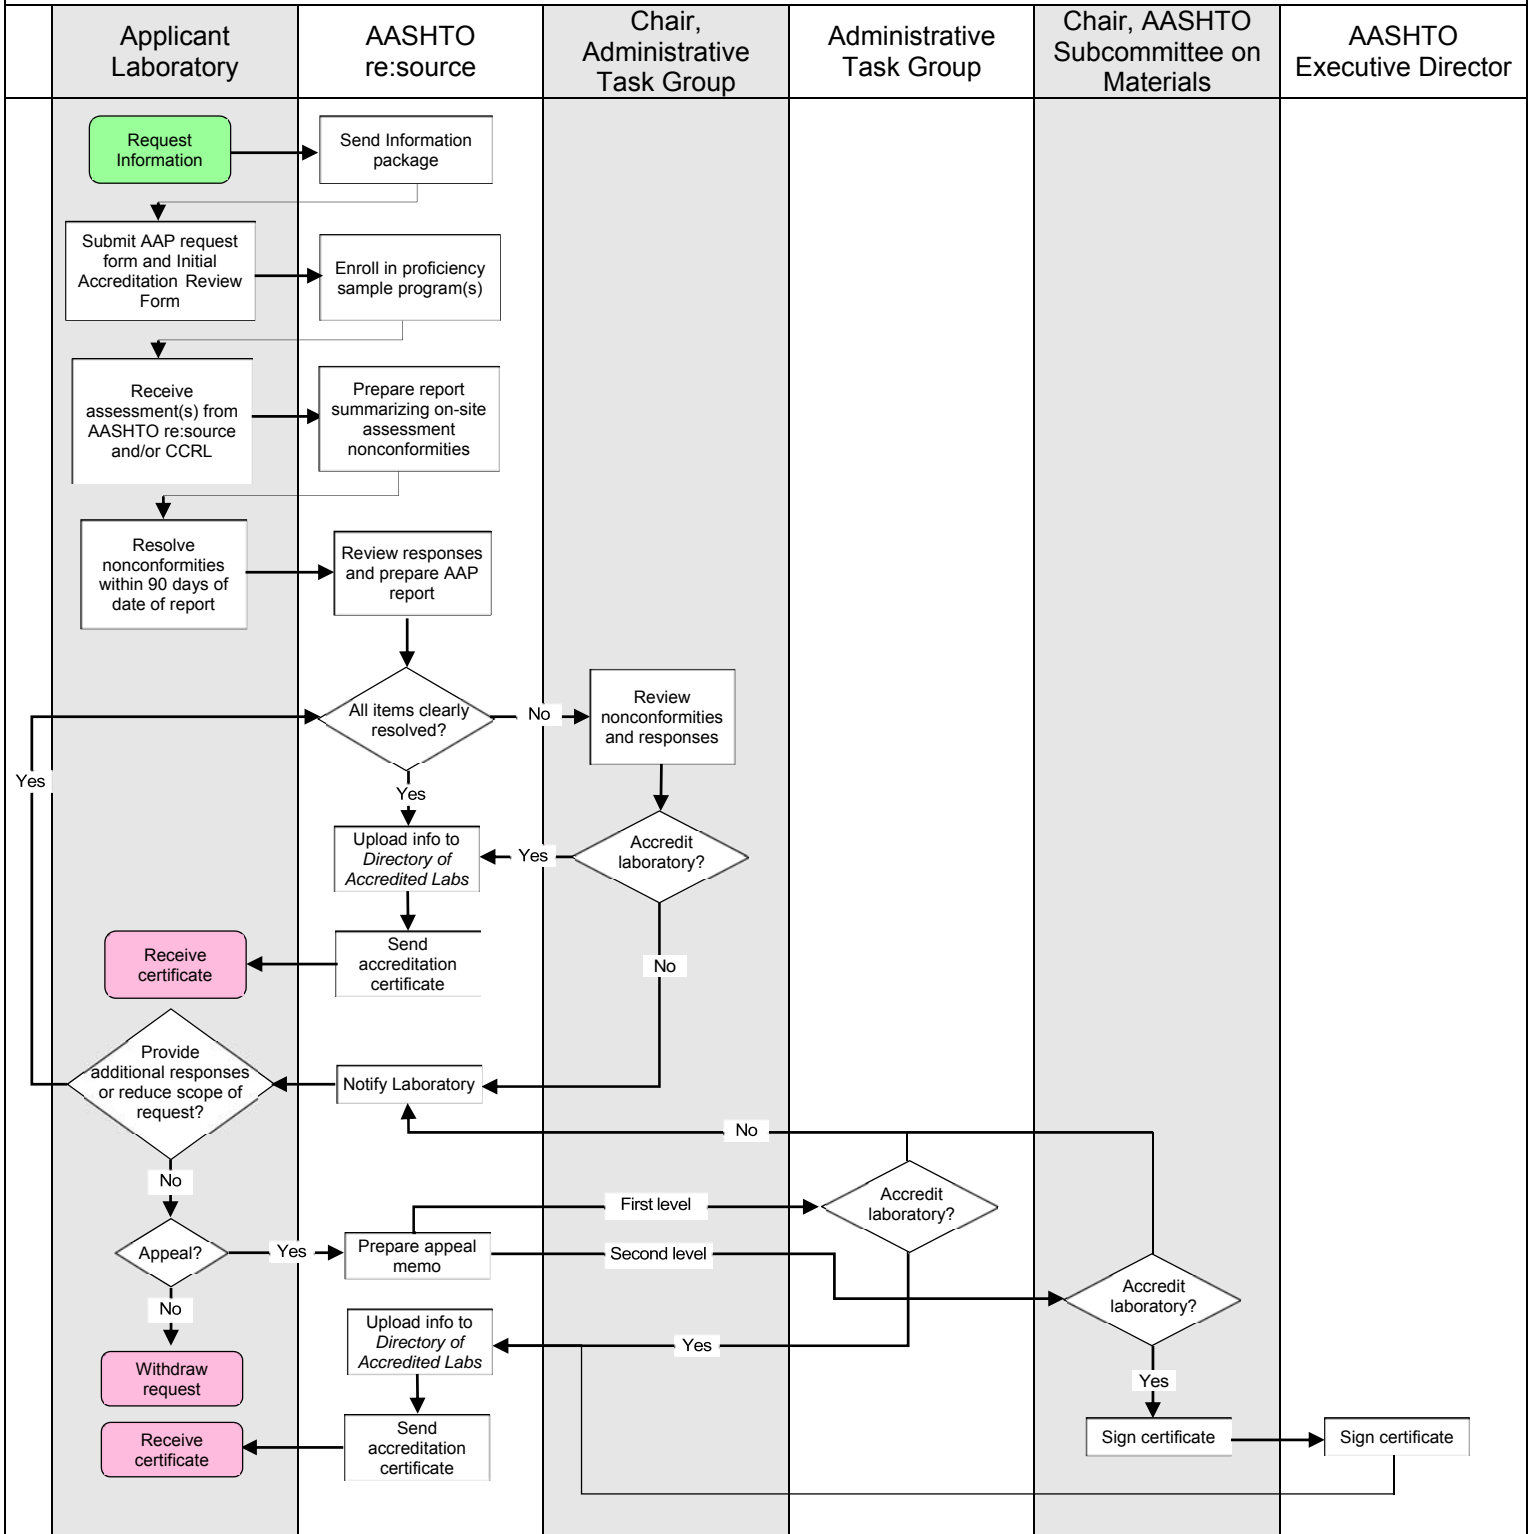 Applicant
Laboratory
AASHTO
re:source
Chair,
Administrative
Task Group
Administrative
Task Group
Chair, AASHTO
Subcommittee on
Materials
AASHTO
Executive Director
Request
Information
Send Information
package
Submit AAP request
form and Initial
Accreditation Review
Form
Enroll in proficiency
sample program(s)
Receive
assessment(s) from
AASHTO re:source
and/or CCRL
Prepare report
summarizing on-site
assessment
nonconformities
Resolve
nonconformities
within 90 days of
date of report
Review responses
and prepare AAP
report
All items clearly
resolved?
No
Review
nonconformities
and responses
Yes
Yes
Upload info to
Directory of
Accredited Labs
Yes
Accredit
laboratory?
Receive
certificate
Send
accreditation
certificate
No
Provide
additional responses
or reduce scope of
request?
Notify Laboratory
No
No
First level
Accredit
laboratory?
Appeal?
Yes
Prepare appeal
memo
Second level
Accredit
laboratory?
No
Upload info to
Directory of
Accredited Labs
Yes
Withdraw
request
Yes
Receive
certificate
Send
accreditation
certificate
Sign certificate
Sign certificate